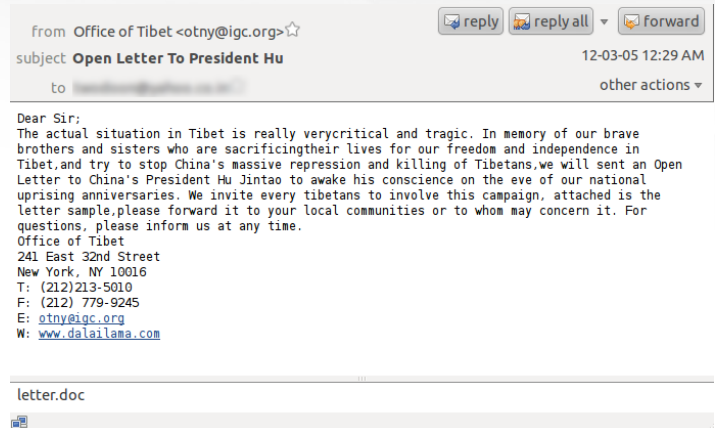 from Office of Tibet <otny@igc.org>
reply reply all forward
subject Open Letter To President Hu
12-03-05 12:29 AM
to
other actions
Dear Sir;
The actual situation in Tibet is really verycritical and tragic. In memory of our brave
brothers and sisters who are sacrificingtheir lives for our freedom and independence in
Tibet,and try to stop China's massive repression and killing of Tibetans,we will sent an Open
Letter to China's President Hu Jintao to awake his conscience on the eve of our national
uprising anniversaries. We invite every tibetans to involve this campaign, attached is the
letter sample,please forward it to your local communities or to whom may concern it. For
questions, please inform us at any time.
Office of Tibet
241 East 32nd Street
New York, NY 10016
T: (212)213-5010
F: (212) 779-9245
E: otny@igc.org
W: www.dalailama.com
letter.doc